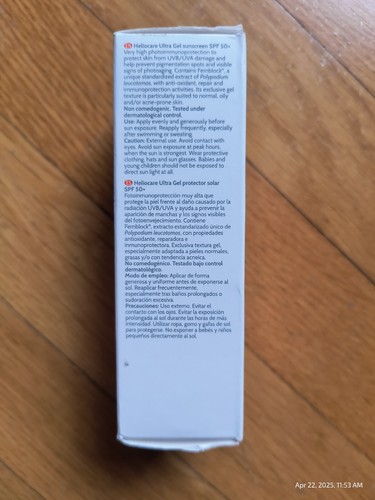 EN Heliocare Ultra Gel sunscreen SPF 50+
Very high photoimmunoprotection to
protect skin from UVB/UVA damage and
help prevent pigmentation spots and visible
signs of photoaging. Contains Fernblock®, a
unique standardized extract of Polypodium
leucotomos, with anti-oxidant, repair and
immunoprotection activities. Its exclusive gel
texture is particularly suited to normal, oily
and/or acne-prone skin.
Non comedogenic. Tested under
dermatological control.
Use: Apply evenly and generously before
sun exposure. Reapply frequently, especially
after swimming or sweating.
Caution: External use. Avoid contact with
eyes. Avoid sun exposure at peak hours,
when the sun is strongest. Wear protective
clothing, hats and sun glasses. Babies and
young children should not be exposed to
direct sun light at all.
ES Heliocare Ultra Gel protector solar
SPF 50+
Fotoinmunoprotección muy alta que
protege la piel frente al daño causado por la
radiación UVB/UVA y ayuda a prevenir la
aparición de manchas y los signos visibles
del fotoenvejecimiento. Contiene
Fernblock®, extracto estandarizado único de
Polypodium leucotomos, con propiedades
antioxidante, reparadora e
inmunoprotectora. Exclusiva textura gel,
especialmente adaptada a pieles normales,
grasas y/o con tendencia acneica.
No comedogénico. Testado bajo control
dermatológico.
Modo de empleo: Aplicar de forma
generosa y uniforme antes de exponerse al
sol. Reaplicar frecuentemente,
especialmente tras baños prolongados o
sudoración excesiva.
Precauciones: Uso externo. Evitar el
contacto con los ojos. Evitar la exposición
prolongada al sol durante las horas de más
intensidad. Utilizar ropa, gorro y gafas de sol
para protegerse. No exponer a bebés y niños
pequeños directamente al sol.
Apr 22, 2025, 11:53 AM